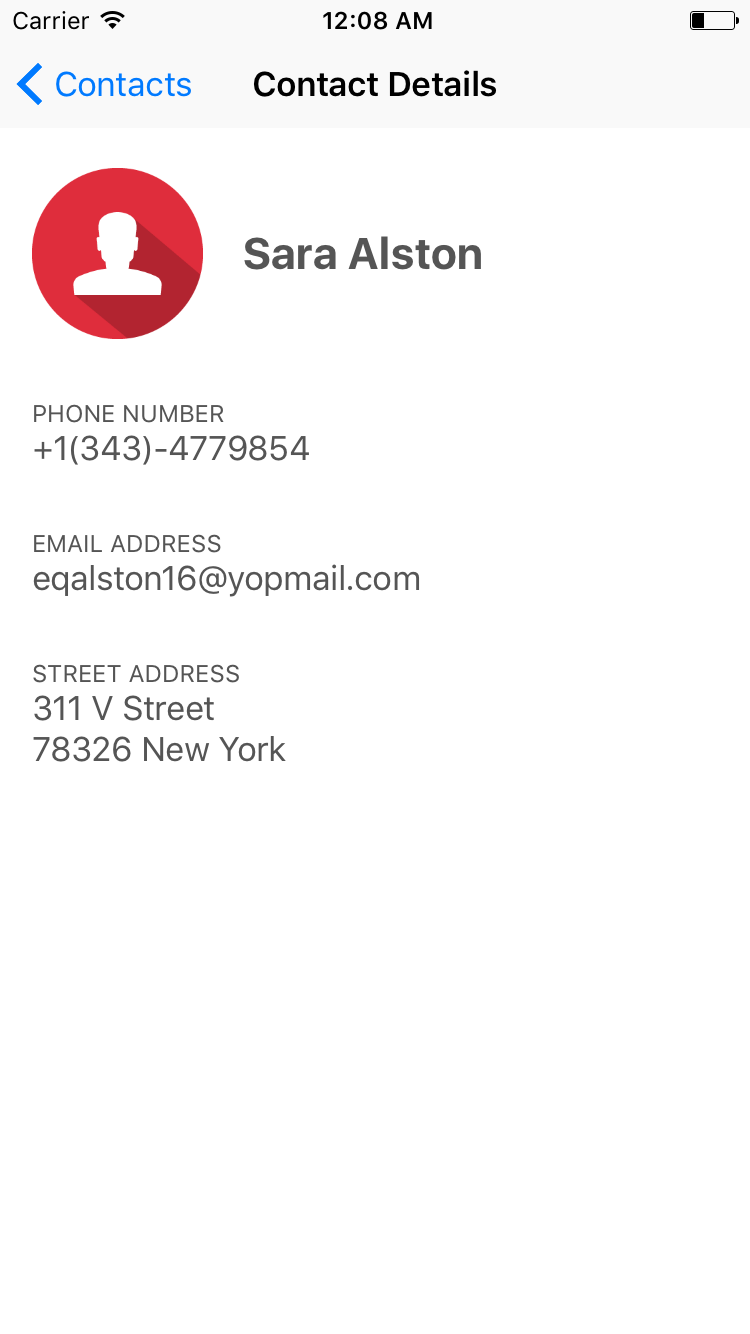 Carrier 12:08 AM
Contacts Contact Details
Sara Alston
PHONE NUMBER
+1(343)-4779854
EMAIL ADDRESS
eqalston16@yopmail.com
STREET ADDRESS
311 V Street
78326 New York